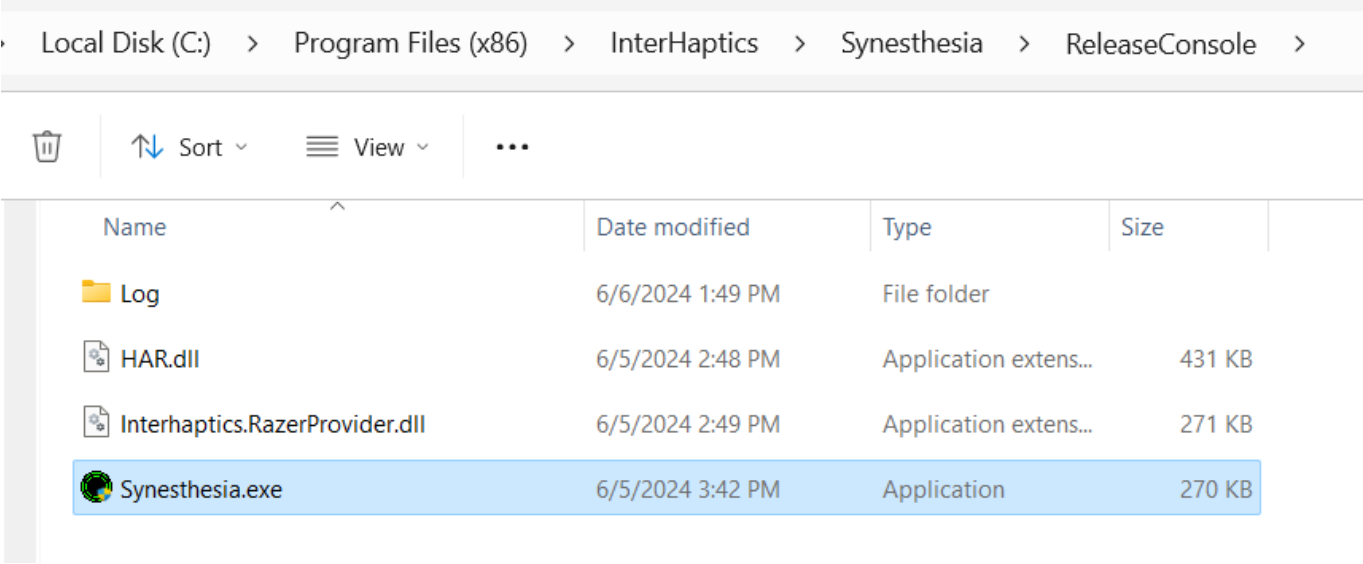 Local Disk (C:) > Program Files (x86) > InterHaptics > Synesthesia > ReleaseConsole >
Sort View ...
Name Date modified Type Size
Log 6/6/2024 1:49 PM File folder
HAR.dll 6/5/2024 2:48 PM Application extens... 431 KB
Interhaptics.RazerProvider.dll 6/5/2024 2:49 PM Application extens... 271 KB
Synesthesia.exe 6/5/2024 3:42 PM Application 270 KB